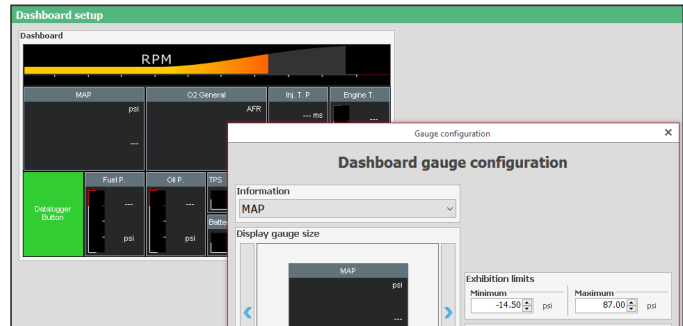 Dashboard setup
Dashboard
RPM
MAP
O2 General
Inj. T. P
Engine T.
psi
AFR
--- ms
---
---
Fuel P.
Oil P.
TPS
Datalogger
Button
---
---
Batte
psi
psi
Gauge configuration
Dashboard gauge configuration
Information
MAP
Display gauge size
MAP
psi
---
Exhibition limits
Minimum
-14.50 psi
Maximum
87.00 psi